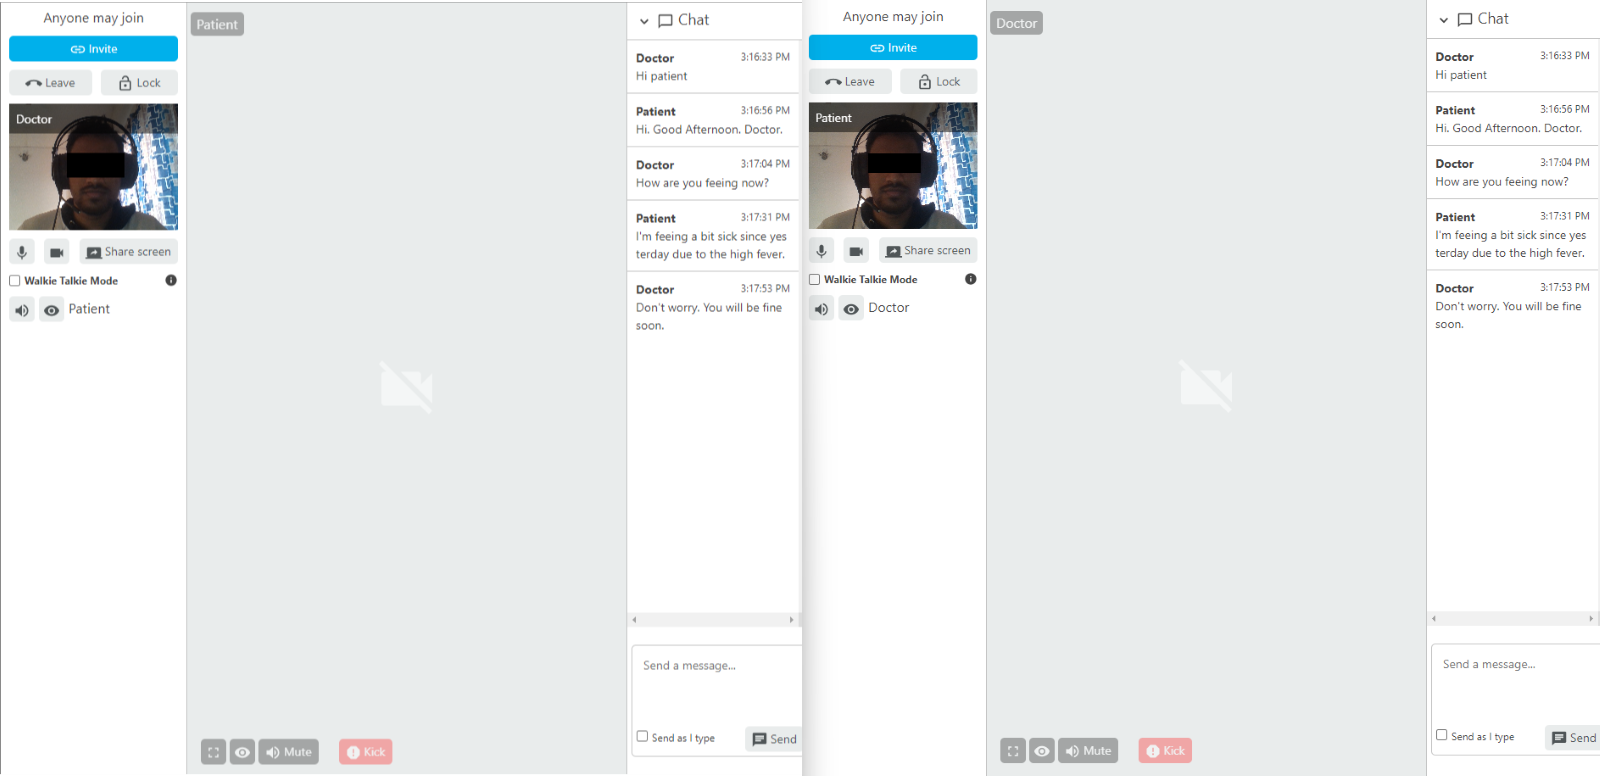 Anyone may join
Invite
Leave
Lock
Doctor
Share screen
Walkie Talkie Mode
Patient
Patient
Mute
Kick
Chat
Doctor 3:16:33 PM
Hi patient
Patient 3:16:56 PM
Hi. Good Afternoon. Doctor.
Doctor 3:17:04 PM
How are you feeing now?
Patient 3:17:31 PM
I'm feeing a bit sick since yes
terday due to the high fever.
Doctor 3:17:53 PM
Don't worry. You will be fine
soon.
Send a message...
Send as I type
Send
Anyone may join
Invite
Leave
Lock
Patient
Share screen
Walkie Talkie Mode
Doctor
Doctor
Mute
Kick
Chat
Doctor 3:16:33 PM
Hi patient
Patient 3:16:56 PM
Hi. Good Afternoon. Doctor.
Doctor 3:17:04 PM
How are you feeing now?
Patient 3:17:31 PM
I'm feeing a bit sick since yes
terday due to the high fever.
Doctor 3:17:53 PM
Don't worry. You will be fine
soon.
Send a message...
Send as I type
Send